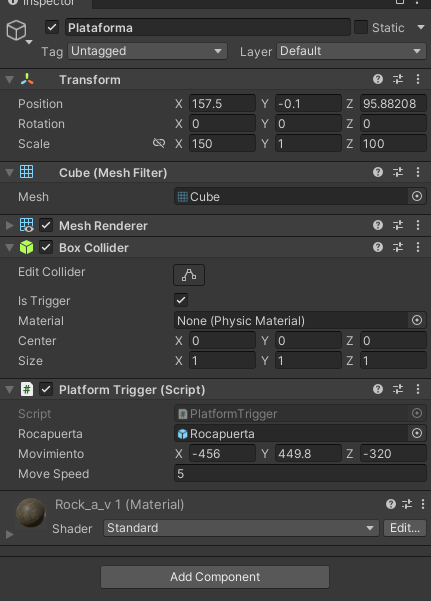 Inspector
Plataforma Static
Tag Untagged Layer Default
Transform
Position X 157.5 Y -0.1 Z 95.88208
Rotation X 0 Y 0 Z 0
Scale X 150 Y 1 Z 100
Cube (Mesh Filter)
Mesh Cube
Mesh Renderer
Box Collider
Edit Collider
Is Trigger
Material None (Physic Material)
Center X 0 Y 0 Z 0
Size X 1 Y 1 Z 1
# Platform Trigger (Script)
Script # PlatformTrigger
Rocapuerta Rocapuerta
Movimiento X -456 Y 449.8 Z -320
Move Speed 5
Rock_a_v 1 (Material)
Shader Standard Edit...
Add Component